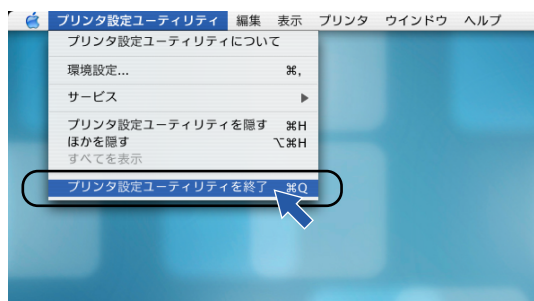 プリンタ設定ユーティリティ 編集 表示 プリンタ ウインドウ ヘルプ
プリンタ設定ユーティリティについて
環境設定... ⌘,
サービス ▶
プリンタ設定ユーティリティを隠す ⌘H
ほかを隠す ⌥⌘H
すべてを表示
プリンタ設定ユーティリティを終了 ⌘Q